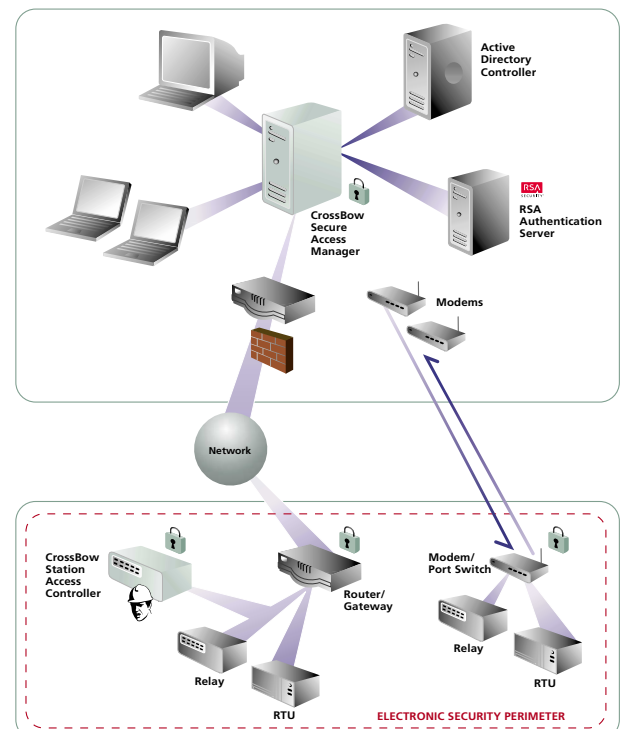 Active
Directory
Controller
RSA
SECURITY
RSA
Authentication
Server
CrossBow
Secure
Access
Manager
Modems
Network
CrossBow
Station
Access
Controller
Router/
Gateway
Modem/
Port Switch
Relay
RTU
Relay
RTU
ELECTRONIC SECURITY PERIMETER